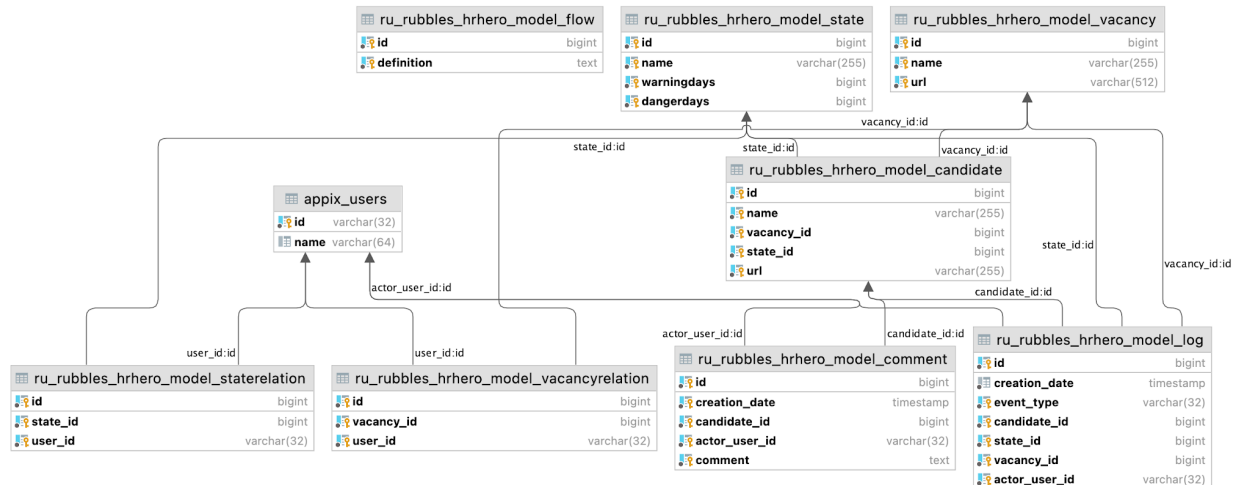 ru_rubbles_hrhero_model_flow
id bigint
definition text
ru_rubbles_hrhero_model_state
id bigint
name varchar(255)
warningdays bigint
dangerdays bigint
ru_rubbles_hrhero_model_vacancy
id bigint
name varchar(255)
url varchar(512)
vacancy_id:id
state_id:id
state_id:id
vacancy_id:id
ru_rubbles_hrhero_model_candidate
id bigint
name varchar(255)
vacancy_id bigint
state_id bigint
url varchar(255)
appix_users
id varchar(32)
name varchar(64)
state_id:id
vacancy_id:id
actor_user_id:id
candidate_id:id
actor_user_id:id
candidate_id:id
user_id:id
user_id:id
ru_rubbles_hrhero_model_staterelation
id bigint
state_id bigint
user_id varchar(32)
ru_rubbles_hrhero_model_vacancyrelation
id bigint
vacancy_id bigint
user_id varchar(32)
ru_rubbles_hrhero_model_comment
id bigint
creation_date timestamp
candidate_id bigint
actor_user_id varchar(32)
comment text
ru_rubbles_hrhero_model_log
id bigint
creation_date timestamp
event_type varchar(32)
candidate_id bigint
state_id bigint
vacancy_id bigint
actor_user_id varchar(32)